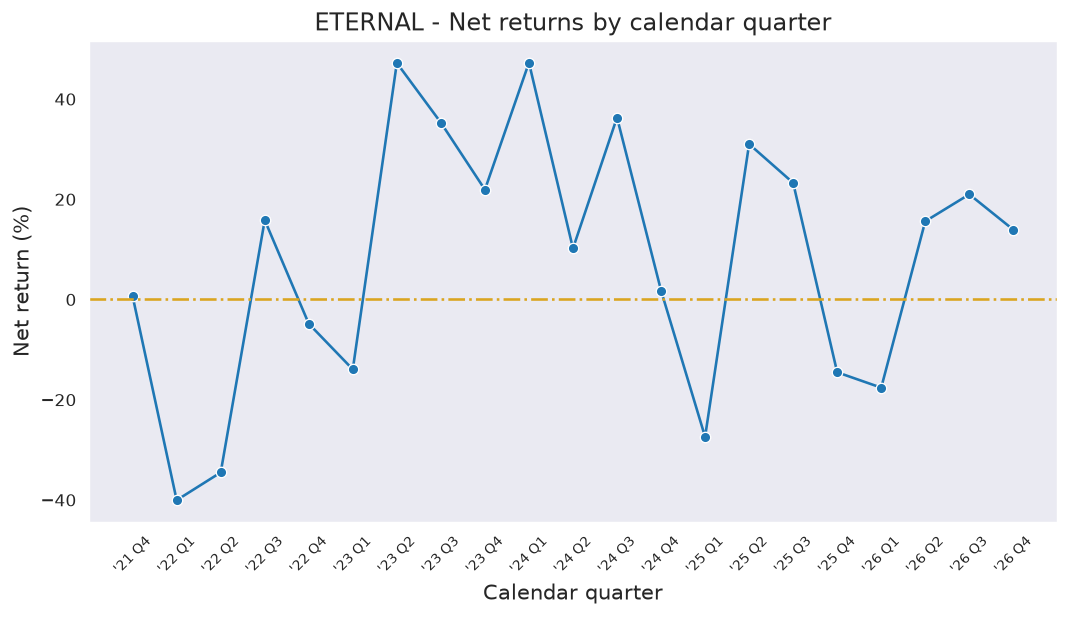 ETERNAL - Net returns by calendar quarter
Net return (%)
40
20
0
−20
−40
'21 Q4
'22 Q1
'22 Q2
'22 Q3
'22 Q4
'23 Q1
'23 Q2
'23 Q3
'23 Q4
'24 Q1
'24 Q2
'24 Q3
'24 Q4
'25 Q1
'25 Q2
'25 Q3
'25 Q4
'26 Q1
'26 Q2
'26 Q3
'26 Q4
Calendar quarter